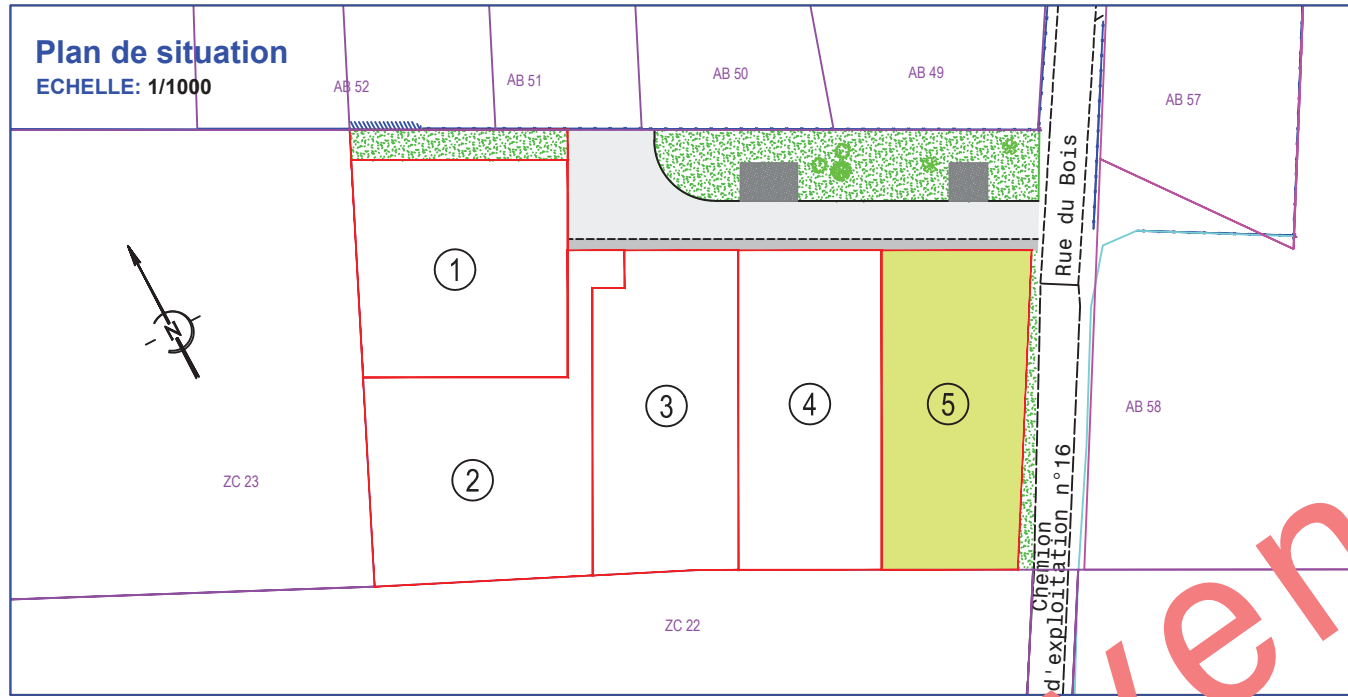 Plan de situation
ECHELLE: 1/1000
AB 52
AB 51
AB 50
AB 49
AB 57
Rue du Bois
N
1
2
3
4
5
AB 58
ZC 23
ZC 22
Chemion
d'exploitation n°16
ven